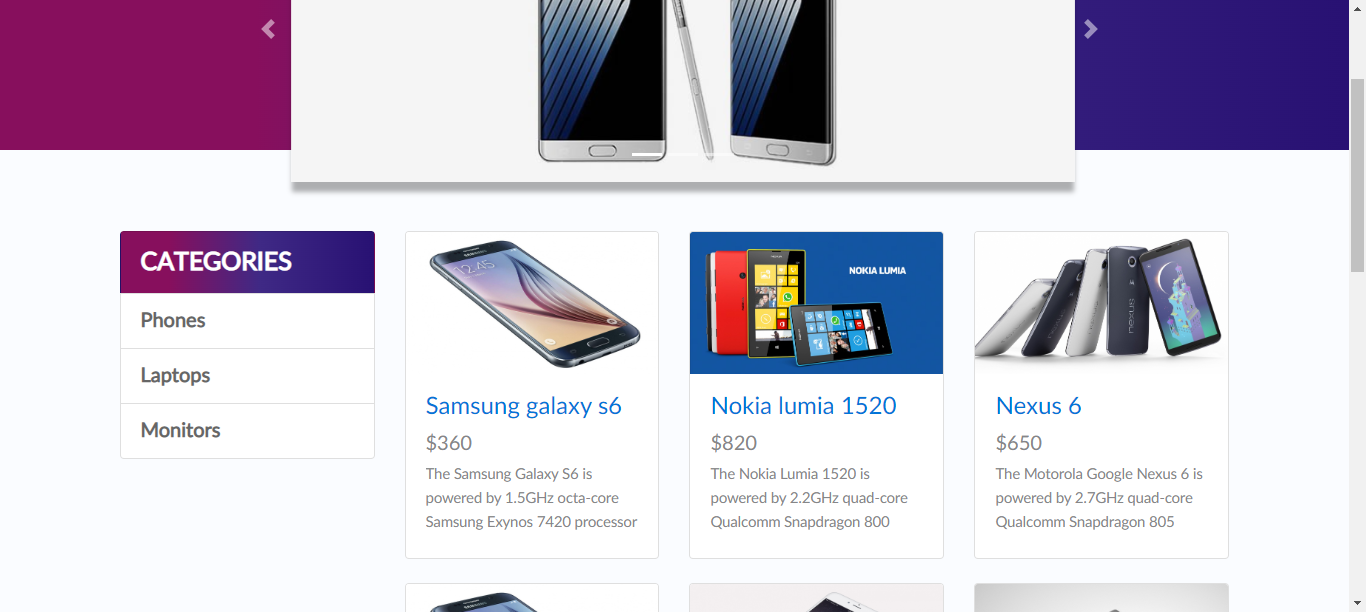 CATEGORIES
Phones
Laptops
Monitors
12:45
Samsung galaxy s6
$360
The Samsung Galaxy S6 is
powered by 1.5GHz octa-core
Samsung Exynos 7420 processor
NOKIA LUMIA
Nokia lumia 1520
$820
The Nokia Lumia 1520 is
powered by 2.2GHz quad-core
Qualcomm Snapdragon 800
nexus
Nexus 6
$650
The Motorola Google Nexus 6 is
powered by 2.7GHz quad-core
Qualcomm Snapdragon 805